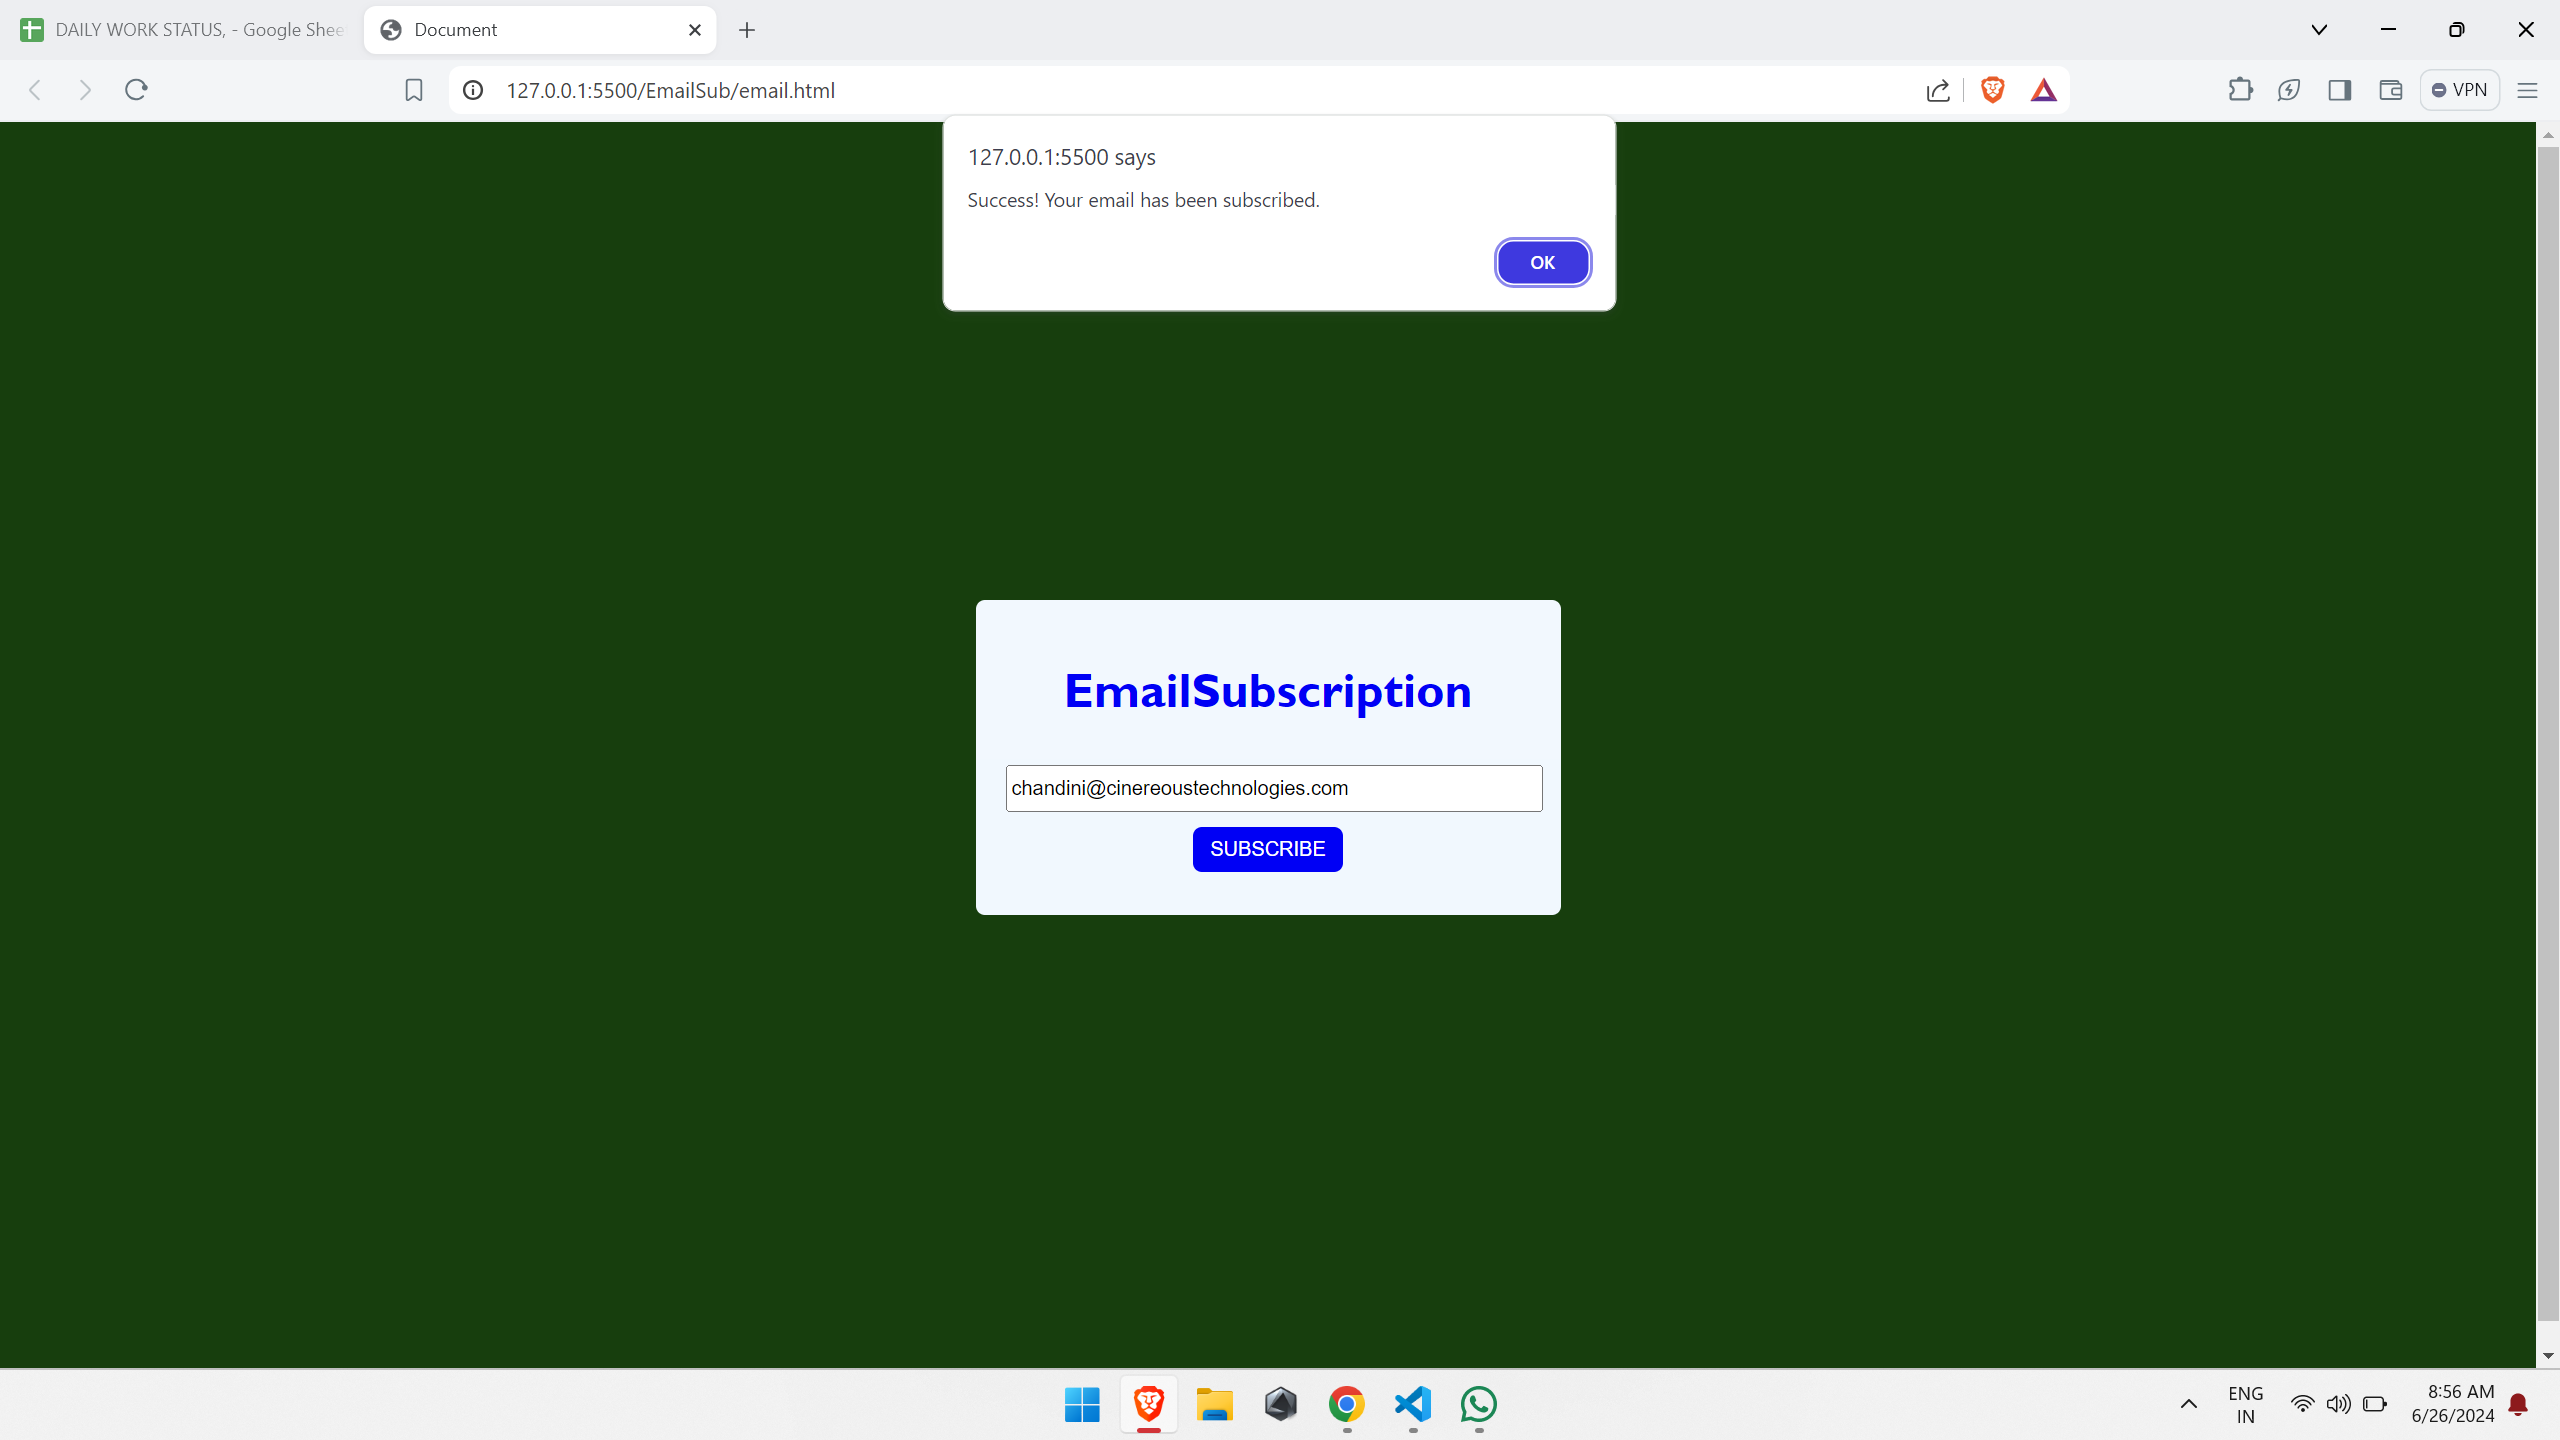 DAILY WORK STATUS, - Google Shee
Document
127.0.0.1:5500/EmailSub/email.html
VPN
127.0.0.1:5500 says
Success! Your email has been subscribed.
OK
EmailSubscription
chandini@cinereoustechnologies.com
SUBSCRIBE
ENG
IN
8:56 AM
6/26/2024